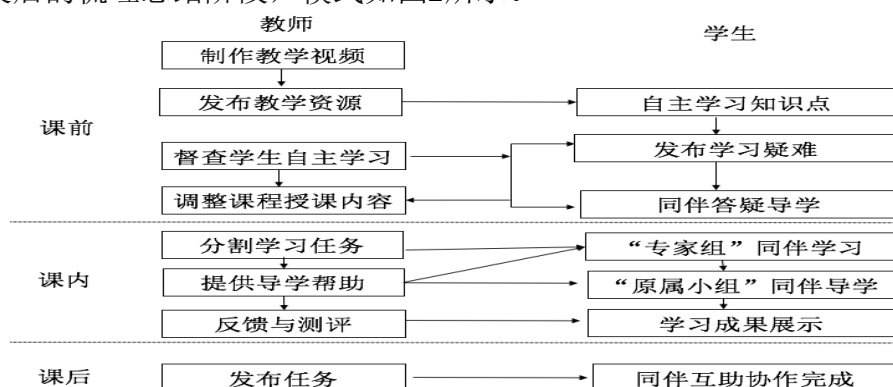 教师
学生
制作教学视频
发布教学资源
自主学习知识点
课前
督查学生自主学习
发布学习疑难
调整课程授课内容
同伴答疑导学
分割学习任务
“专家组”同伴学习
课内
提供导学帮助
“原属小组”同伴导学
反馈与测评
学习成果展示
课后
发布任务
同伴互助协作完成